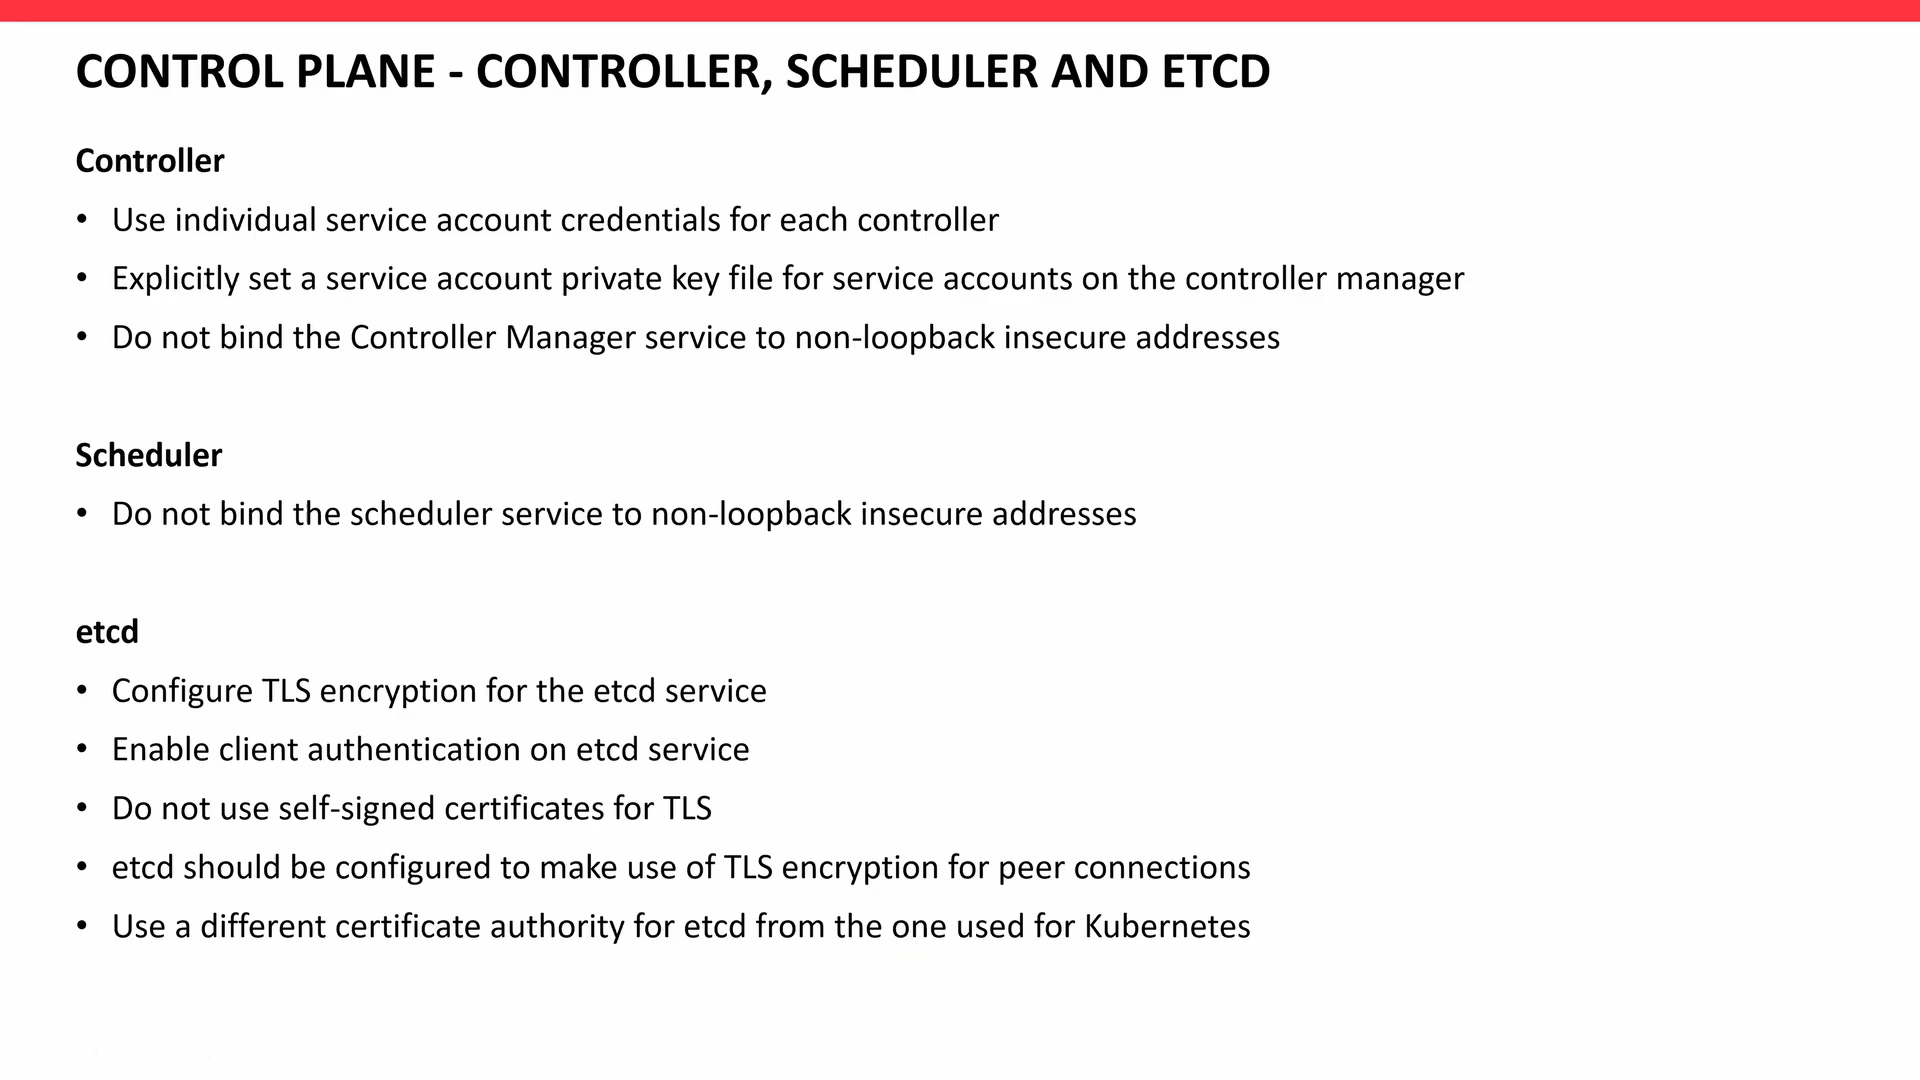 CONTROL PLANE - CONTROLLER, SCHEDULER AND ETCD
Controller
• Use individual service account credentials for each controller
• Explicitly set a service account private key file for service accounts on the controller manager
• Do not bind the Controller Manager service to non-loopback insecure addresses
Scheduler
• Do not bind the scheduler service to non-loopback insecure addresses
etcd
• Configure TLS encryption for the etcd service
• Enable client authentication on etcd service
• Do not use self-signed certificates for TLS
• etcd should be configured to make use of TLS encryption for peer connections
• Use a different certificate authority for etcd from the one used for Kubernetes